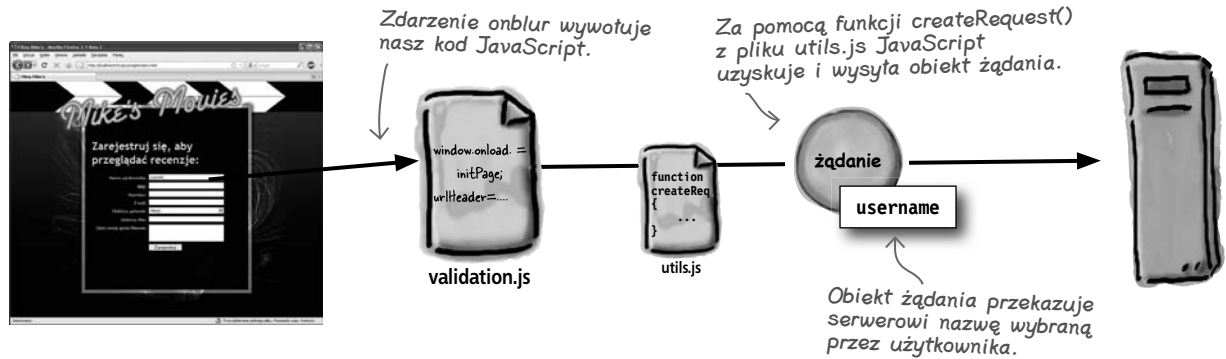 Zdarzenie onblur wywołuje
nasz kod JavaScript.
Za pomocą funkcji createRequest()
z pliku utils.js JavaScript
uzyskuje i wysyła obiekt żądania.
Mike's Movies
Zarejestruj się, aby
przeglądać recenzje:
window.onload. =
initPage;
urlHeader=....
validation.js
function
createReq
{
...
}
utils.js
żądanie
username
Obiekt żądania przekazuje
serwerowi nazwę wybraną
przez użytkownika.